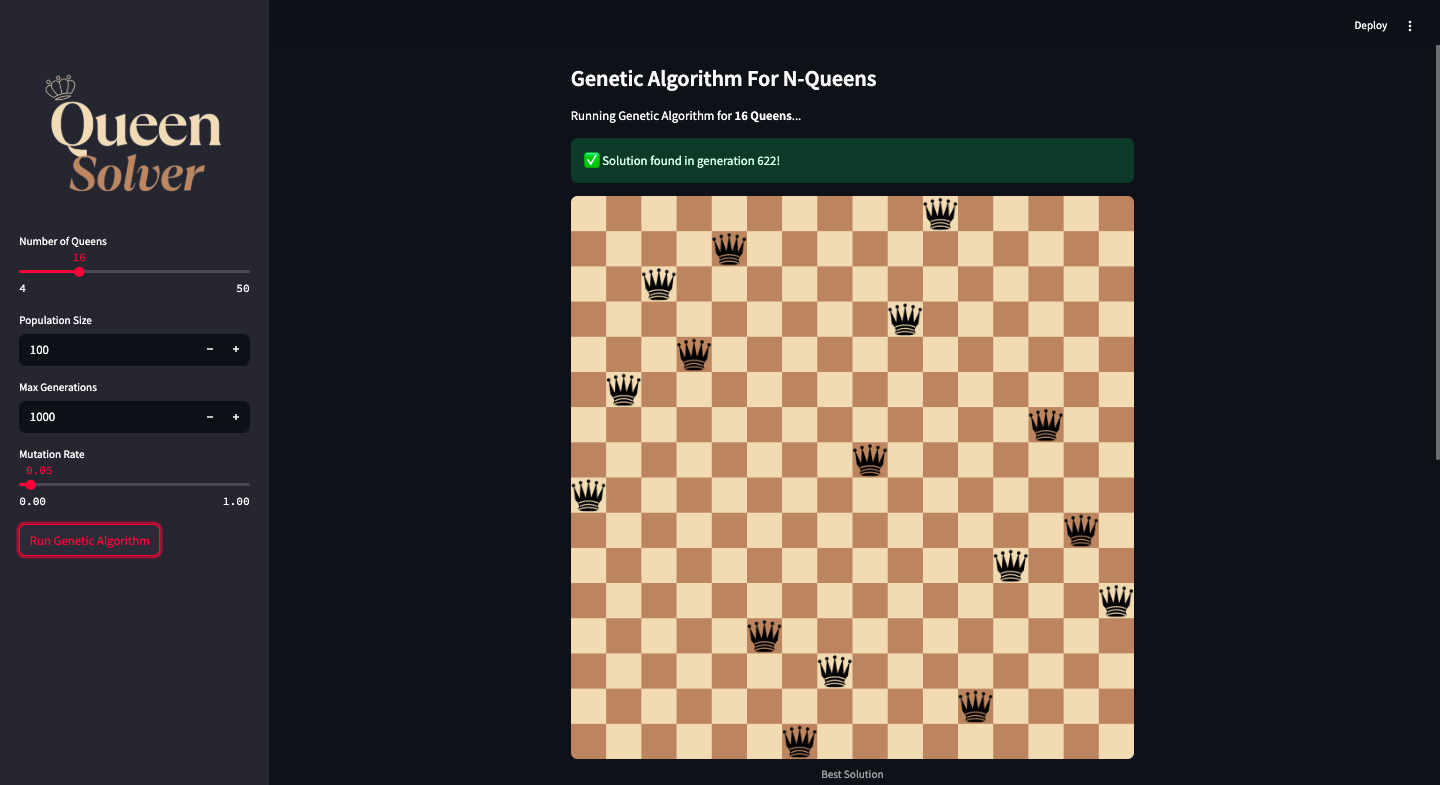 Deploy
Queen
Solver
Number of Queens
16
4 50
Population Size
100 − +
Max Generations
1000 − +
Mutation Rate
0.05
0.00 1.00
Run Genetic Algorithm
Genetic Algorithm For N-Queens
Running Genetic Algorithm for 16 Queens...
Solution found in generation 622!
Best Solution